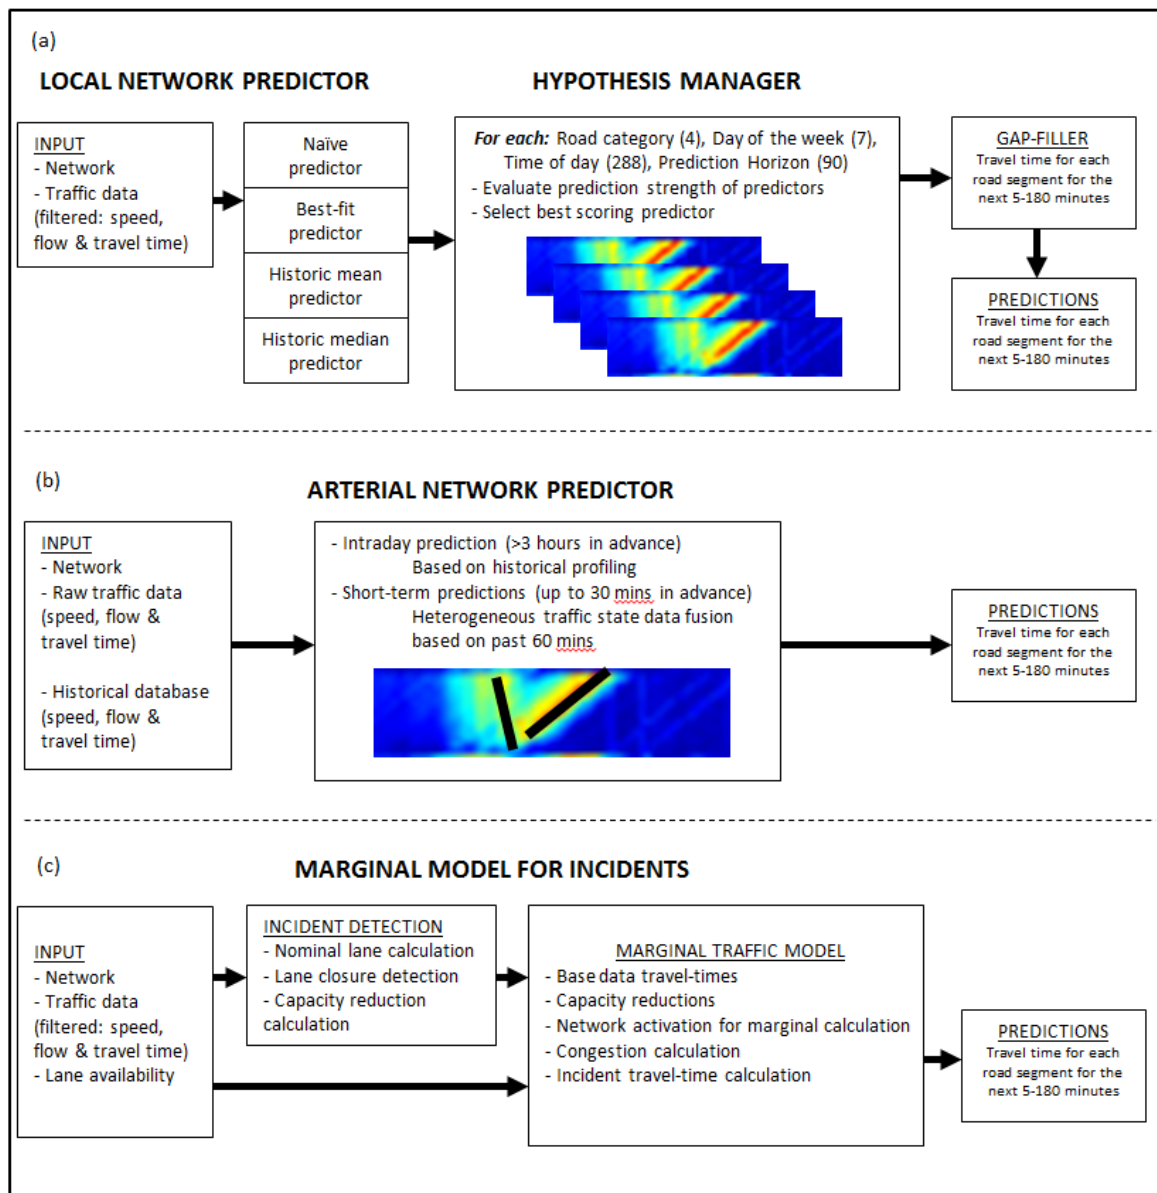 (a)
LOCAL NETWORK PREDICTOR
HYPOTHESIS MANAGER
INPUT
- Network
- Traffic data
(filtered: speed,
flow & travel time)
Naïve
predictor
Best-fit
predictor
Historic mean
predictor
Historic median
predictor
For each: Road category (4), Day of the week (7),
Time of day (288), Prediction Horizon (90)
- Evaluate prediction strength of predictors
- Select best scoring predictor
GAP-FILLER
Travel time for each
road segment for the
next 5-180 minutes
PREDICTIONS
Travel time for each
road segment for the
next 5-180 minutes
(b)
ARTERIAL NETWORK PREDICTOR
INPUT
- Network
- Raw traffic data
(speed, flow &
travel time)
- Historical database
(speed, flow &
travel time)
- Intraday prediction (>3 hours in advance)
Based on historical profiling
- Short-term predictions (up to 30 mins in advance)
Heterogeneous traffic state data fusion
based on past 60 mins
PREDICTIONS
Travel time for each
road segment for the
next 5-180 minutes
(c)
MARGINAL MODEL FOR INCIDENTS
INPUT
- Network
- Traffic data
(filtered: speed,
flow & travel time)
- Lane availability
INCIDENT DETECTION
- Nominal lane calculation
- Lane closure detection
- Capacity reduction
calculation
MARGINAL TRAFFIC MODEL
- Base data travel-times
- Capacity reductions
- Network activation for marginal calculation
- Congestion calculation
- Incident travel-time calculation
PREDICTIONS
Travel time for each
road segment for the
next 5-180 minutes